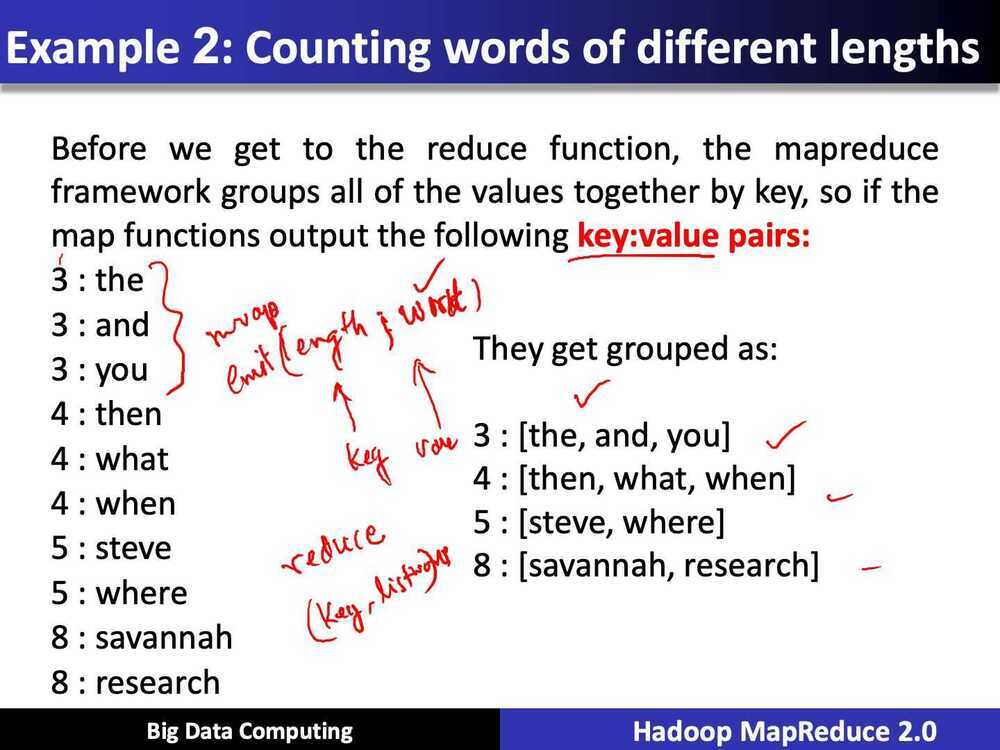 Example 2: Counting words of different lengths
Before we get to the reduce function, the mapreduce
framework groups all of the values together by key, so if the
map functions output the following key:value pairs:
3 : the
3 : and
3 : you
4 : then
4 : what
4 : when
5 : steve
5 : where
8 : savannah
8 : research
map
emit(length; word)
key
reduce
(key, list
They get grouped as:
3 : [the, and, you]
4 : [then, what, when]
5 : [steve, where]
8 : [savannah, research]
Big Data Computing
Hadoop MapReduce 2.0